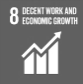 8 DECENT WORK AND
ECONOMIC GROWTH